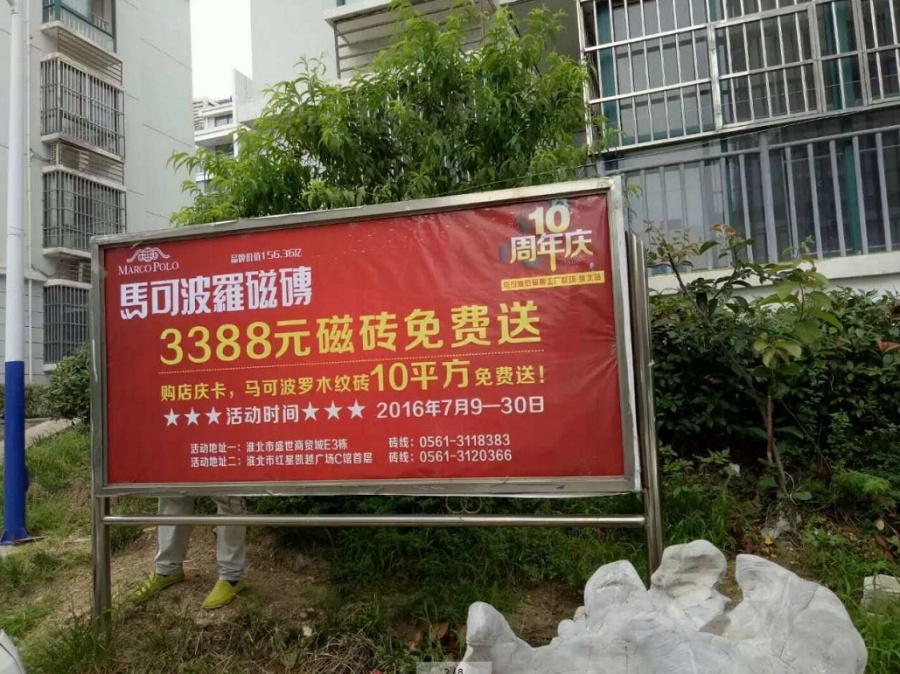 MARCO POLO
品牌价值156.36亿
馬可波羅磁磚
10
周年庆
3388元磁砖免费送
购店庆卡，马可波罗木纹砖10平方免费送！
★★★活动时间★★★ 2016年7月9—30日
活动地址一：淮北市盛世商贸城E3栋 砖线：0561-3118383
活动地址二：淮北市红星凯越广场C馆首层 砖线：0561-3120366
2/8